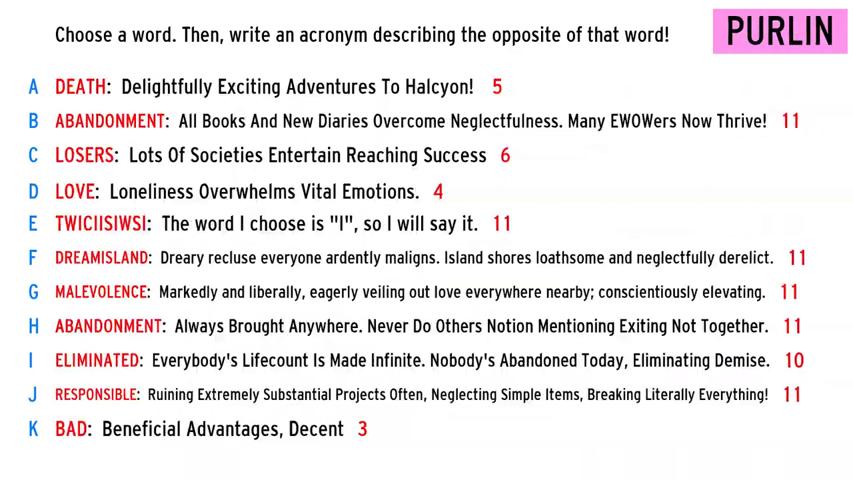 Choose a word. Then, write an acronym describing the opposite of that word!
PURLIN
A DEATH: Delightfully Exciting Adventures To Halcyon! 5
B ABANDONMENT: All Books And New Diaries Overcome Neglectfulness. Many EWOWers Now Thrive! 11
C LOSERS: Lots Of Societies Entertain Reaching Success 6
D LOVE: Loneliness Overwhelms Vital Emotions. 4
E TWICIISIWSI: The word I choose is "I", so I will say it. 11
F DREAMISLAND: Dreary recluse everyone ardently maligns. Island shores loathsome and neglectfully derelict. 11
G MALEVOLENCE: Markedly and liberally, eagerly veiling out love everywhere nearby; conscientiously elevating. 11
H ABANDONMENT: Always Brought Anywhere. Never Do Others Notion Mentioning Exiting Not Together. 11
I ELIMINATED: Everybody's Lifecount Is Made Infinite. Nobody's Abandoned Today, Eliminating Demise. 10
J RESPONSIBLE: Ruining Extremely Substantial Projects Often, Neglecting Simple Items, Breaking Literally Everything! 11
K BAD: Beneficial Advantages, Decent 3